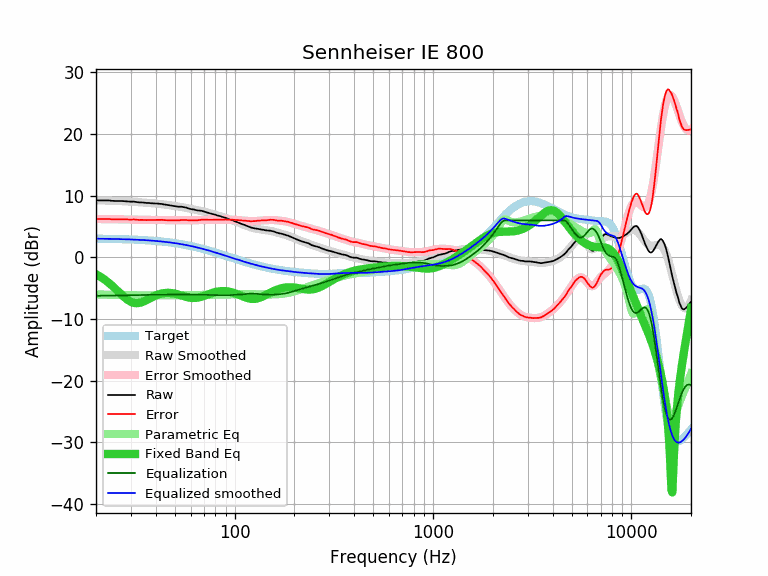 Sennheiser IE 800
30
20
10
0
−10
−20
−30
−40
Amplitude (dBr)
Target
Raw Smoothed
Error Smoothed
Raw
Error
Parametric Eq
Fixed Band Eq
Equalization
Equalized smoothed
100 1000 10000
Frequency (Hz)